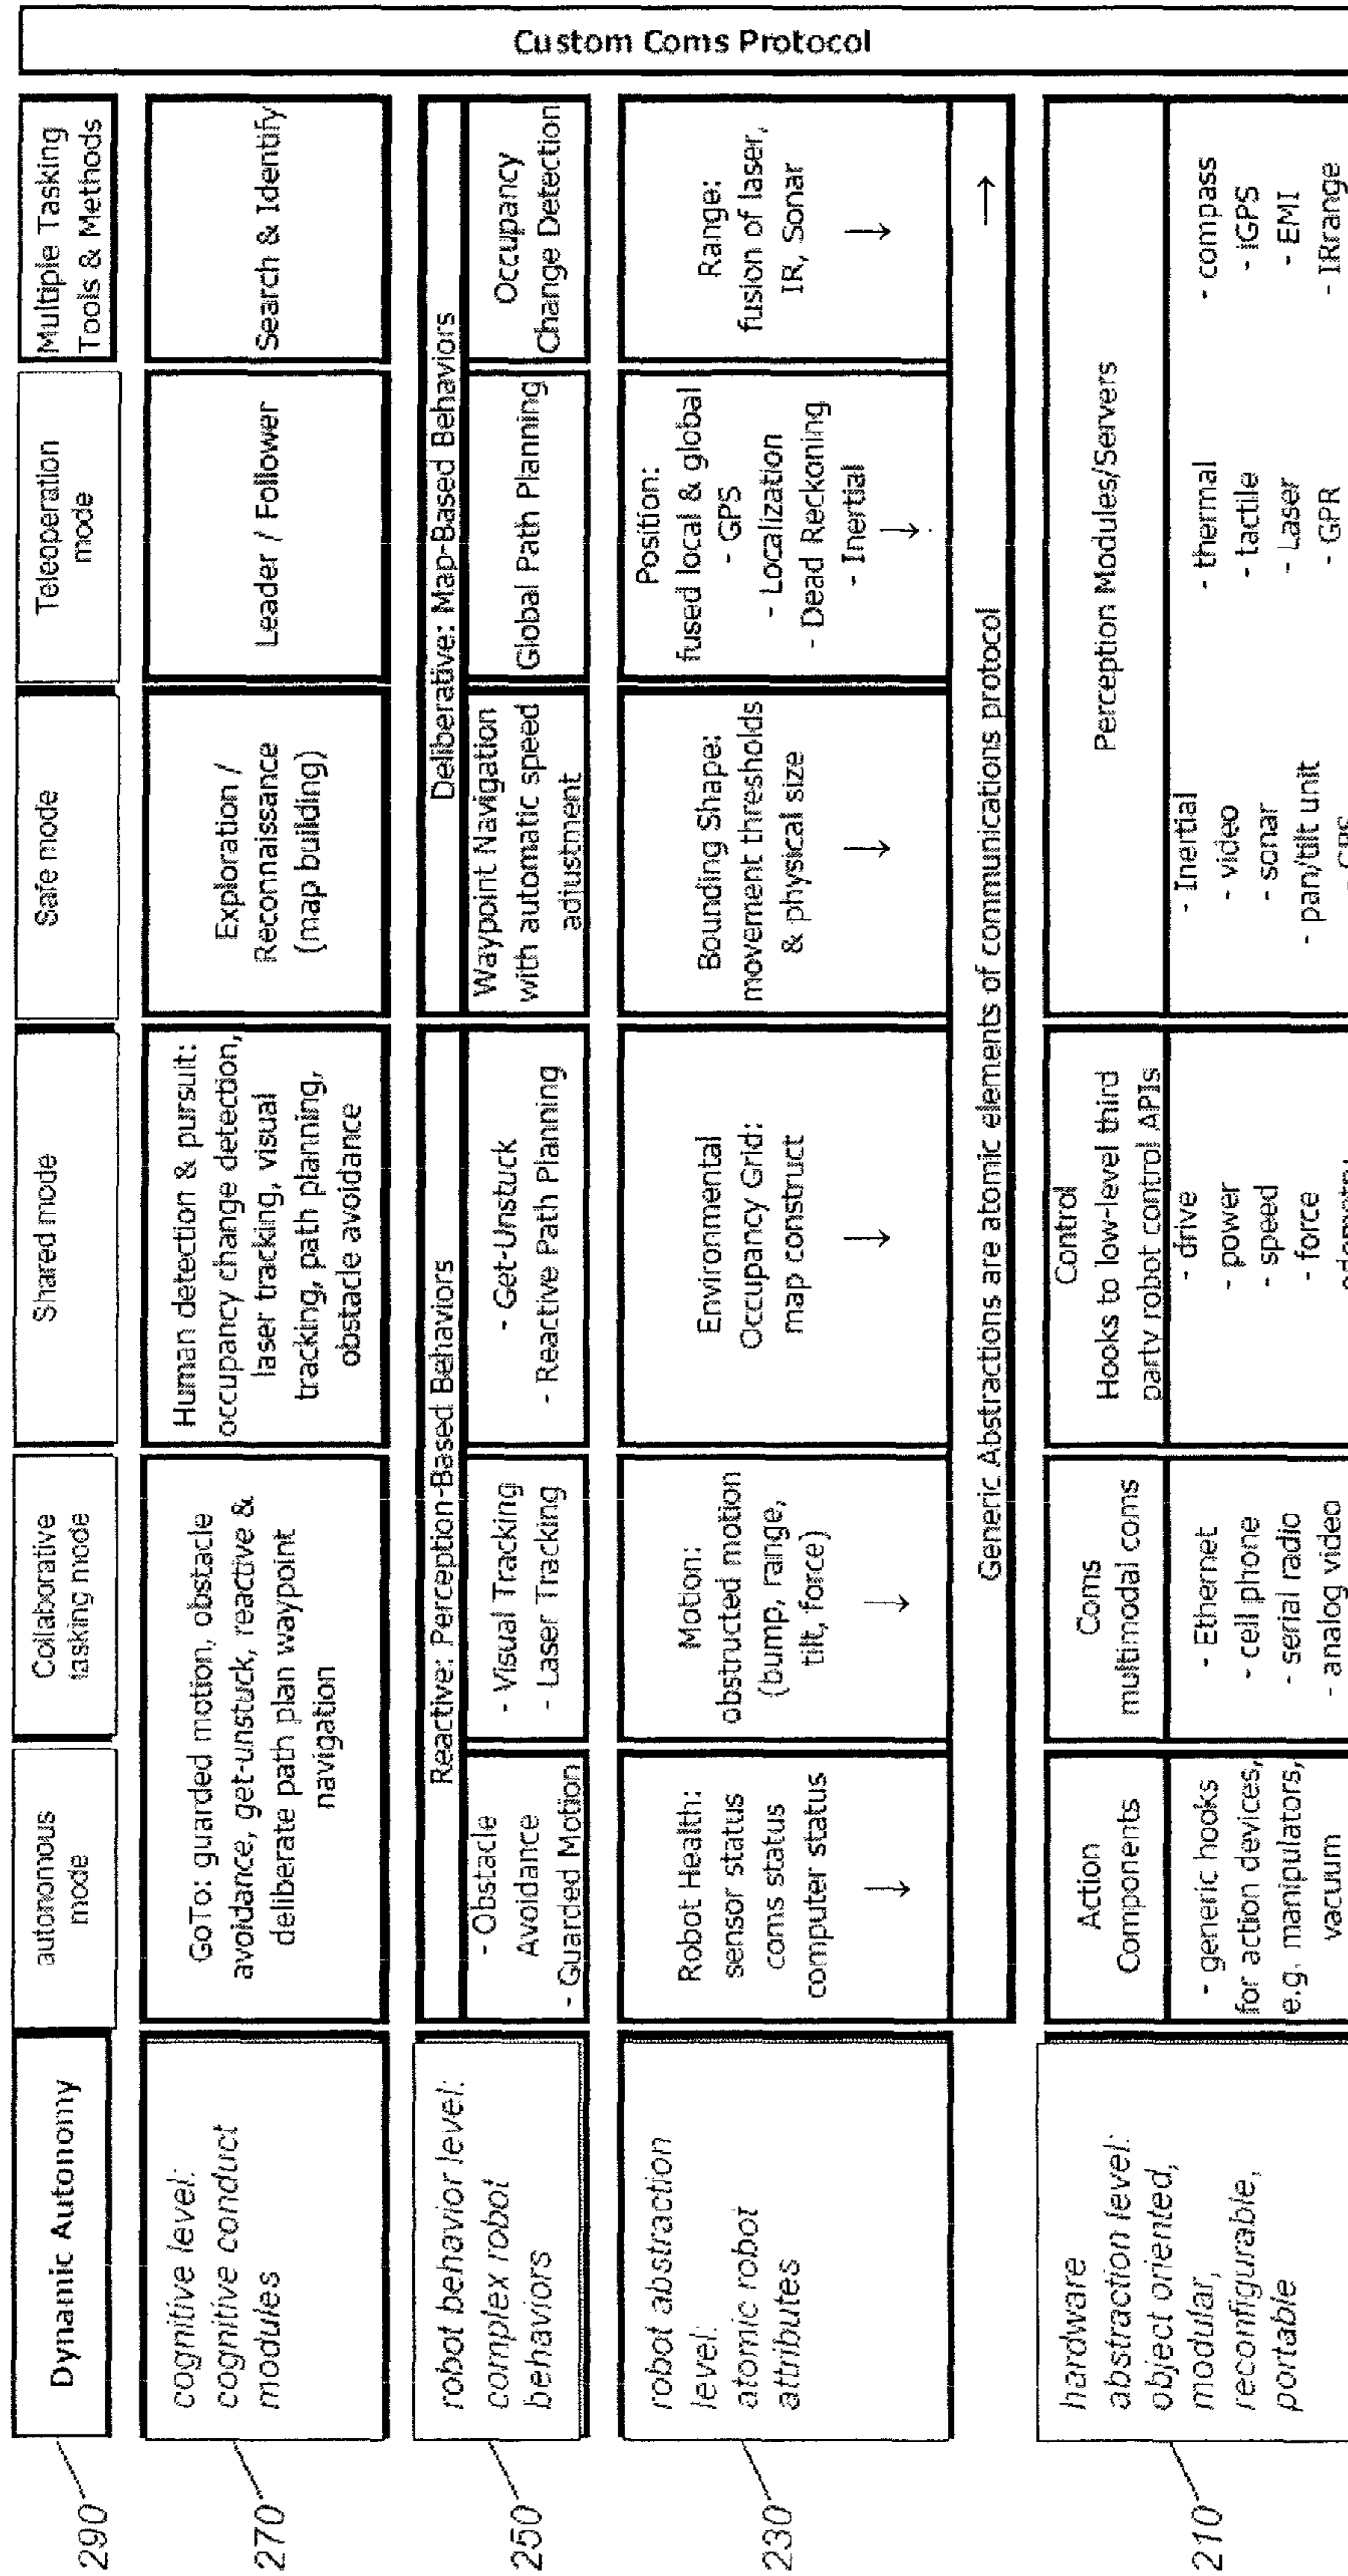 290
Dynamic Autonomy
autonomous
mode
Collaborative
tasking node
Shared mode
Safe mode
Teleoperation
mode
Multiple Tasking
Tools & Methods
Custom Coms Protocol
270
cognitive level:
cognitive conduct
modules
GoTo: guarded motion, obstacle
avoidance, get-unstuck, reactive &
deliberate path plan waypoint
navigation
Human detection & pursuit:
occupancy change detection,
laser tracking, visual
tracking, path planning,
obstacle avoidance
Exploration /
Reconnaissance
(map building)
Leader / Follower
Search & Identify
250
robot behavior level:
complex robot
behaviors
Reactive: Perception-Based Behaviors
- Obstacle
Avoidance
- Guarded Motion
- Visual Tracking
- Laser Tracking
- Get-Unstuck
- Reactive Path Planning
Deliberative: Map-Based Behaviors
Waypoint Navigation
with automatic speed
adjustment
Global Path Planning
Occupancy
Change Detection
230
robot abstraction
level:
atomic robot
attributes
Robot Health:
sensor status
coms status
computer status
↓
Motion:
obstructed motion
(bump, range,
tilt, force)
↓
Environmental
Occupancy Grid:
map construct
↓
Bounding Shape:
movement thresholds
& physical size
↓
Position:
fused local & global
- GPS
- Localization
- Dead Reckoning
- Inertial
↓
Range:
fusion of laser,
IR, Sonar
↓
Generic Abstractions are atomic elements of communications protocol →
210
hardware
abstraction level:
object oriented,
modular,
reconfigurable,
portable
Action
Components
- generic hooks
for action devices,
e.g. manipulators,
vacuum
Coms
multimodal coms
- Ethernet
- cell phone
- serial radio
- analog video
Control
Hooks to low-level third
party robot control APIs
- drive
- power
- speed
- force
Perception Modules/Servers
- Inertial
- video
- sonar
- pan/tilt unit
- thermal
- tactile
- Laser
- GPR
- compass
- iGPS
- EMI
- IRrange